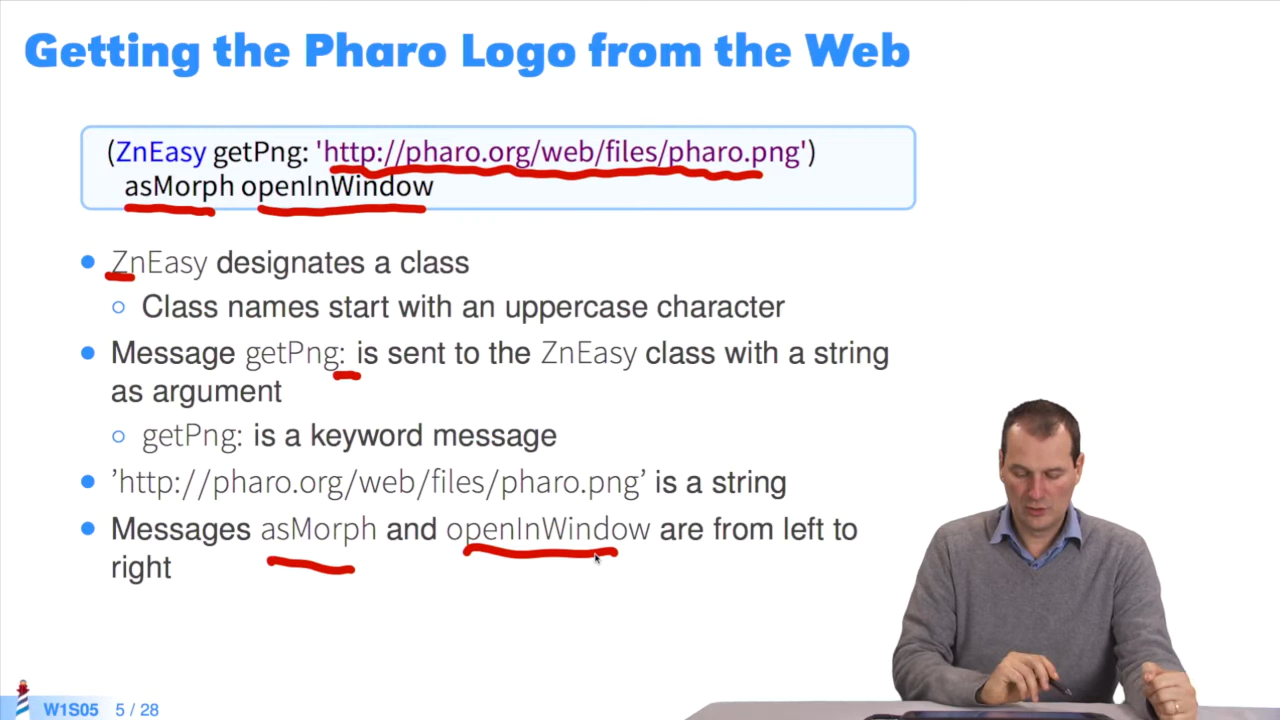 Getting the Pharo Logo from the Web
(ZnEasy getPng: 'http://pharo.org/web/files/pharo.png')
asMorph openInWindow
ZnEasy designates a class
Class names start with an uppercase character
Message getPng: is sent to the ZnEasy class with a string
as argument
getPng: is a keyword message
’http://pharo.org/web/files/pharo.png’ is a string
Messages asMorph and openInWindow are from left to
right
W1S05 5 / 28